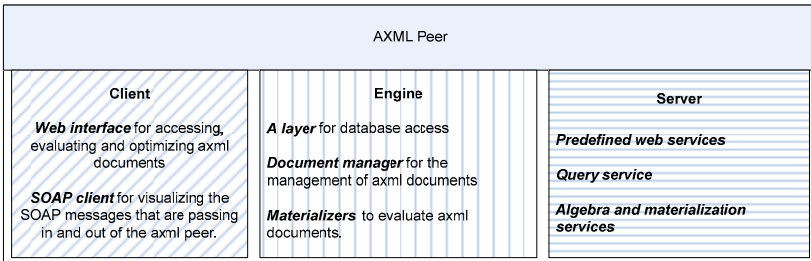 AXML Peer
Client
Web interface for accessing,
evaluating and optimizing axml
documents
SOAP client for visualizing the
SOAP messages that are passing
in and out of the axml peer.
Engine
A layer for database access
Document manager for the
management of axml documents
Materializers to evaluate axml
documents.
Server
Predefined web services
Query service
Algebra and materialization
services